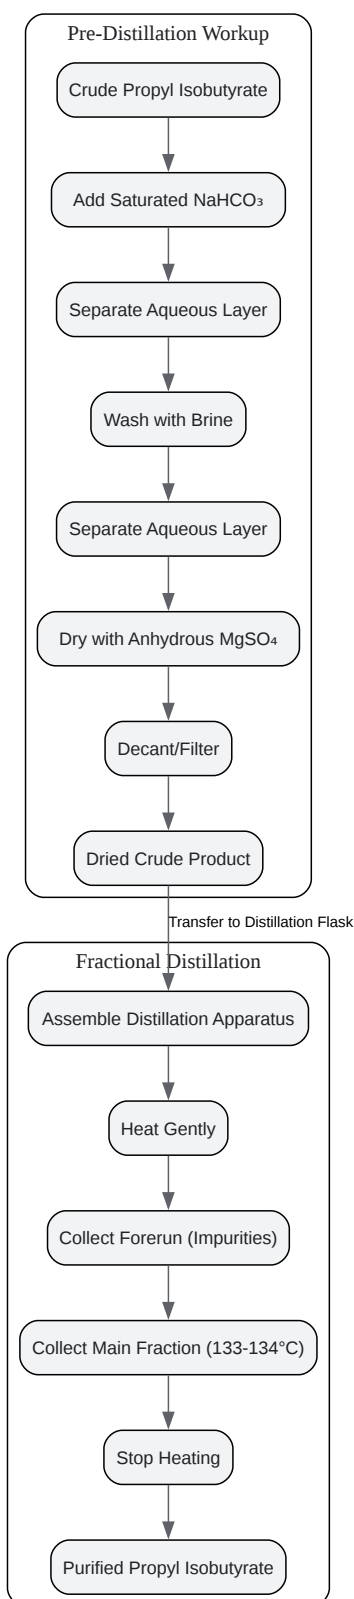 Pre-Distillation Workup
Crude Propyl Isobutyrate
Add Saturated NaHCO₃
Separate Aqueous Layer
Wash with Brine
Separate Aqueous Layer
Dry with Anhydrous MgSO₄
Decant/Filter
Dried Crude Product
Transfer to Distillation Flask
Fractional Distillation
Assemble Distillation Apparatus
Heat Gently
Collect Forerun (Impurities)
Collect Main Fraction (133-134°C)
Stop Heating
Purified Propyl Isobutyrate